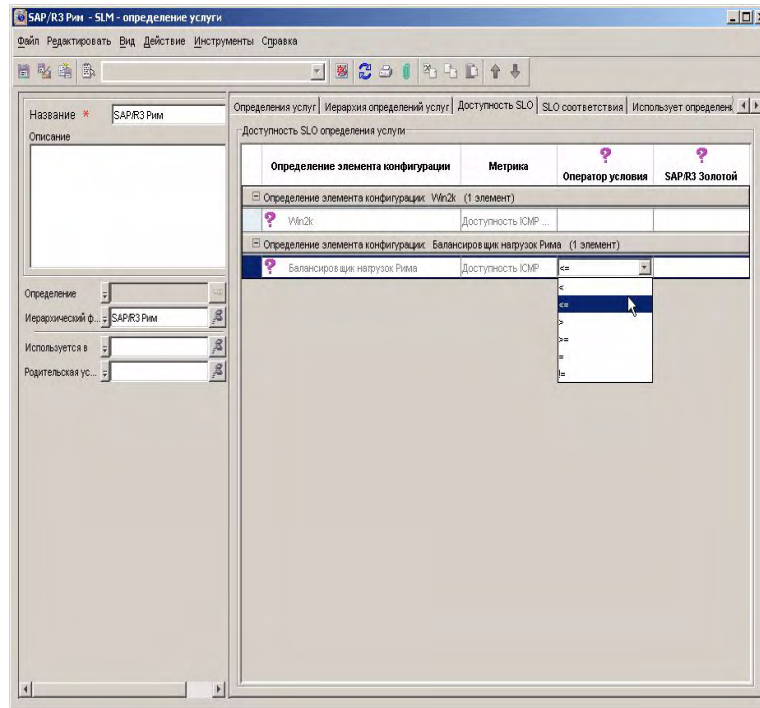 SAP/R3 Рим - SLM - определение услуги
Файл Редактировать Вид Действие Инструменты Справка
Название * SAP/R3 Рим
Описание
Определение
Иерархический ф... SAP/R3 Рим
Используется в
Родительская ус...
Определения услуг Иерархия определений услуг Доступность SLO SLO соответствия Использует определен
Доступность SLO определения услуги
Определение элемента конфигурации Метрика ? Оператор условия ? SAP/R3 Золотой
Определение элемента конфигурации: Win2k (1 элемент)
? Win2k Доступность ICMP ...
Определение элемента конфигурации: Балансировщик нагрузок Рима (1 элемент)
? Балансировщик нагрузок Рима Доступность ICMP <=
<
<=
>
>=
=
!=